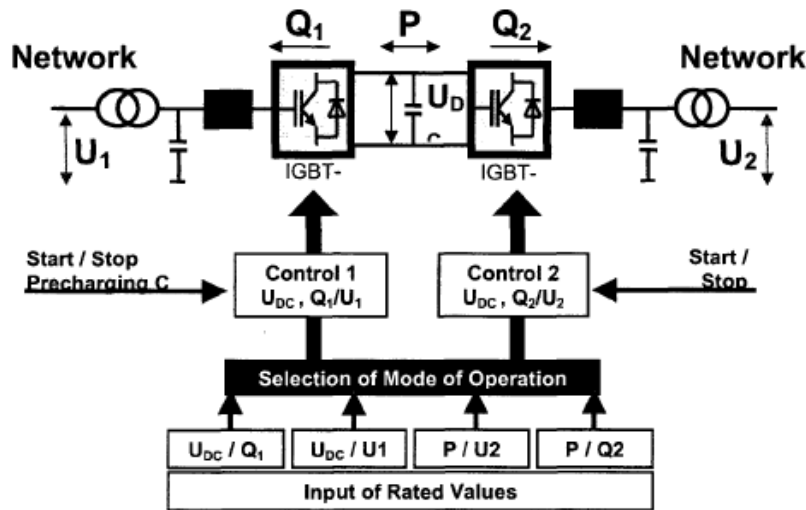 Q1 P Q2
Network Network
U1 UD U2
IGBT- IGBT-
Start / Stop
Precharging C
Control 1
UDC , Q1/U1
Control 2
UDC , Q2/U2
Start /
Stop
Selection of Mode of Operation
UDC / Q1 UDC / U1 P / U2 P / Q2
Input of Rated Values